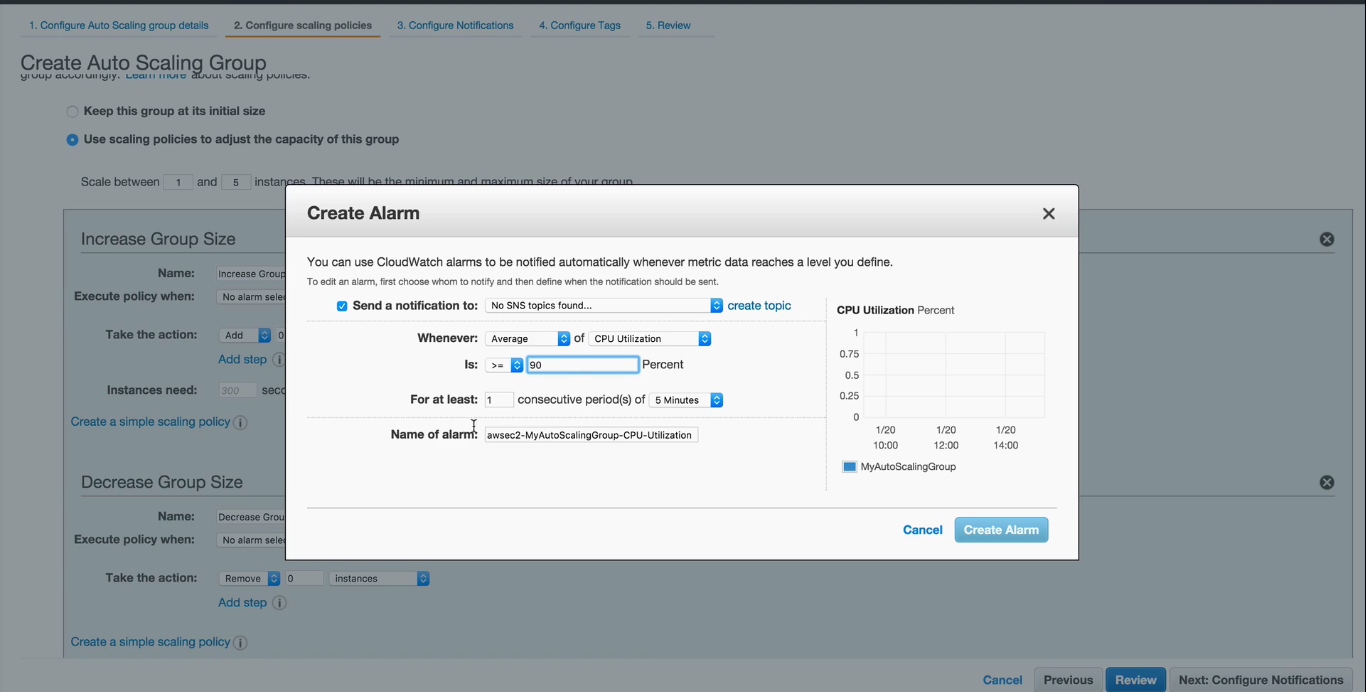 1. Configure Auto Scaling group details 2. Configure scaling policies 3. Configure Notifications 4. Configure Tags 5. Review
Create Auto Scaling Group
group accordingly. Learn more about scaling policies.
Keep this group at its initial size
Use scaling policies to adjust the capacity of this group
Scale between 1 and 5 instances. These will be the minimum and maximum size of your group.
Create Alarm
Increase Group Size
You can use CloudWatch alarms to be notified automatically whenever metric data reaches a level you define.
Name: Increase Group
To edit an alarm, first choose whom to notify and then define when the notification should be sent.
Execute policy when: No alarm selec
Send a notification to: No SNS topics found... create topic
CPU Utilization Percent
Take the action: Add 0
Whenever: Average of CPU Utilization
Add step i
Is: >= 90 Percent
Instances need: 300 seco
For at least: 1 consecutive period(s) of 5 Minutes
Create a simple scaling policy i
Name of alarm: awsec2-MyAutoScalingGroup-CPU-Utilization
1
0.75
0.5
0.25
0
1/20 1/20 1/20
10:00 12:00 14:00
MyAutoScalingGroup
Decrease Group Size
Name: Decrease Grou
Cancel Create Alarm
Execute policy when: No alarm selec
Take the action: Remove 0 instances
Add step i
Create a simple scaling policy i
Cancel Previous Review Next: Configure Notifications